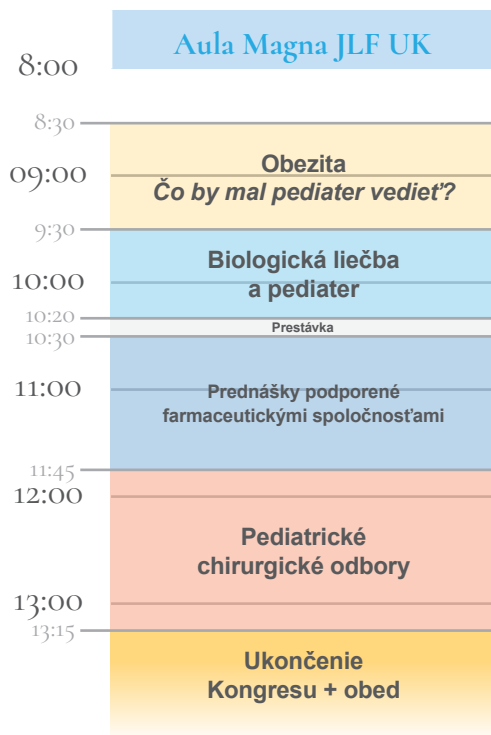 Aula Magna JLF UK
8:00
8:30
Obezita
09:00
Čo by mal pediater vedieť?
9:30
Biologická liečba
10:00
a pediater
10:20
Prestávka
10:30
11:00
Prednášky podporené
farmaceutickými spoločnosťami
11:45
12:00
Pediatrické
chirurgické odbory
13:00
13:15
Ukončenie
Kongresu + obed